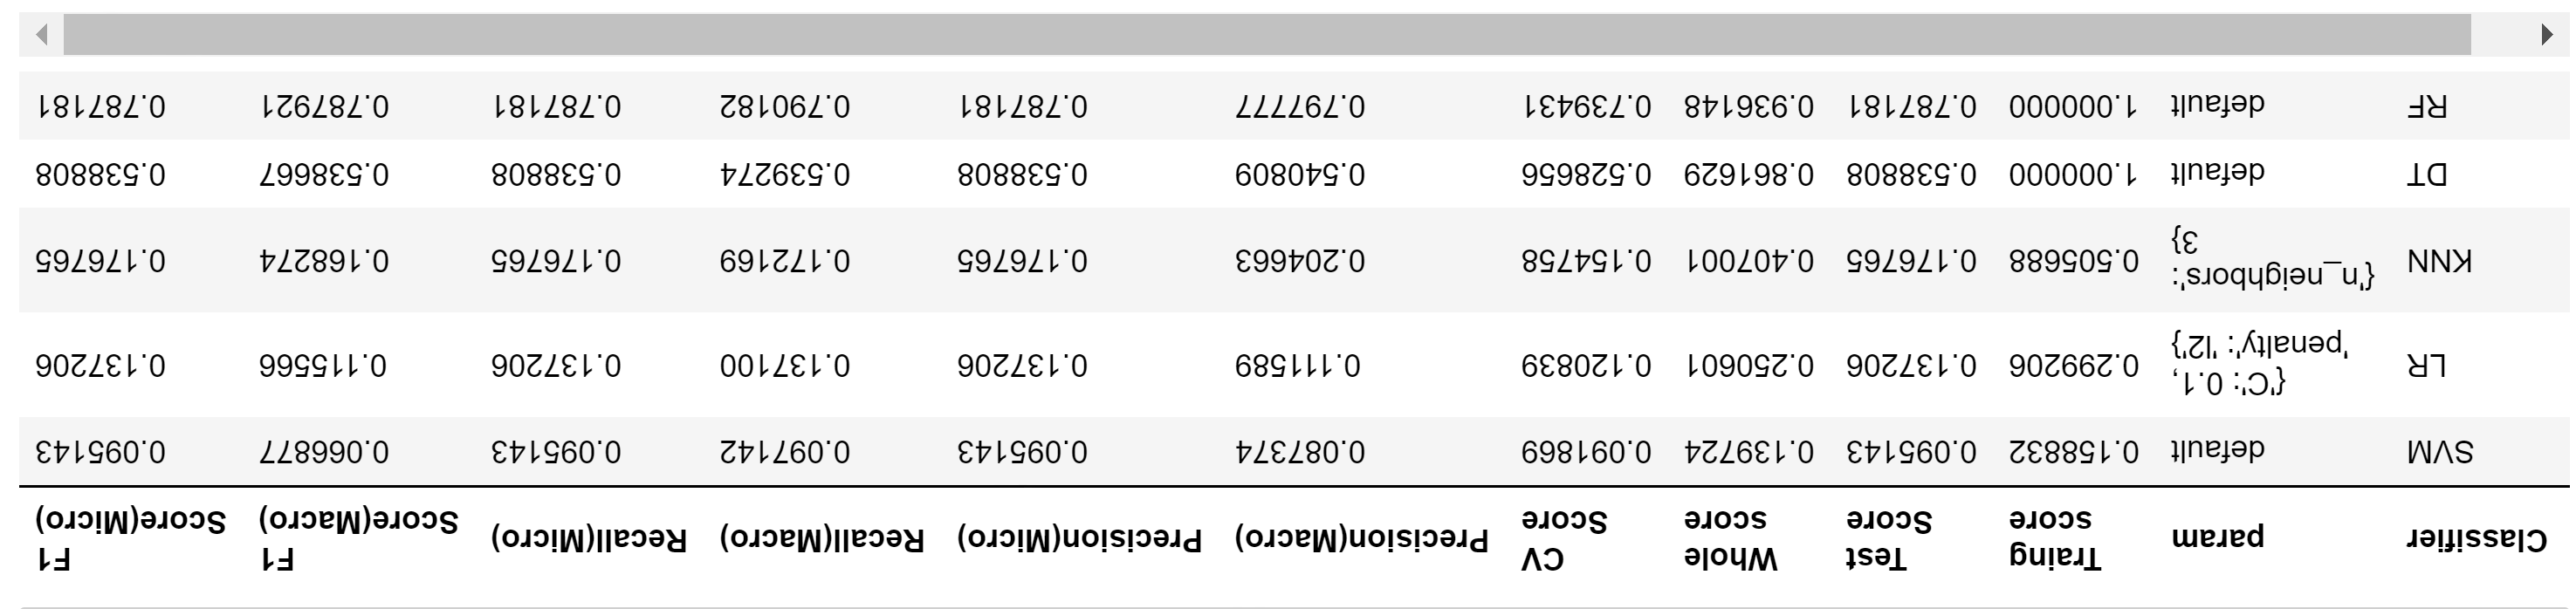 Classifier param Traing score Test Score Whole score CV Score Precision(Macro) Precision(Micro) Recall(Macro) Recall(Micro) F1 Score(Macro) F1 Score(Micro)
SVM default 0.158832 0.095143 0.139724 0.091869 0.087374 0.095143 0.097142 0.095143 0.066877 0.095143
LR {'C': 0.1, 'penalty': 'l2'} 0.299206 0.137206 0.250601 0.120839 0.111589 0.137206 0.137100 0.137206 0.115566 0.137206
KNN {'n_neighbors': 3} 0.505688 0.176765 0.407001 0.154758 0.204663 0.176765 0.172169 0.176765 0.168274 0.176765
DT default 1.000000 0.538808 0.861629 0.528656 0.540809 0.538808 0.539274 0.538808 0.538667 0.538808
RF default 1.000000 0.787181 0.936148 0.739431 0.797777 0.787181 0.790182 0.787181 0.787921 0.787181